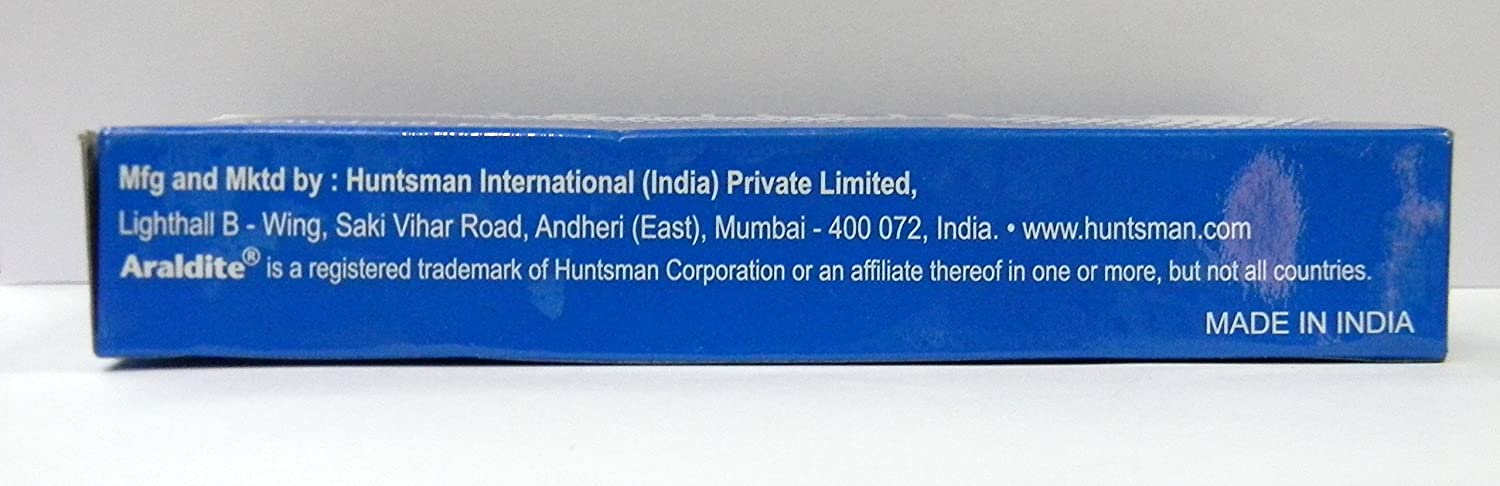 Mfg and Mktd by : Huntsman International (India) Private Limited,
Lighthall B - Wing, Saki Vihar Road, Andheri (East), Mumbai - 400 072, India. • www.huntsman.com
Araldite® is a registered trademark of Huntsman Corporation or an affiliate thereof in one or more, but not all countries.
MADE IN INDIA